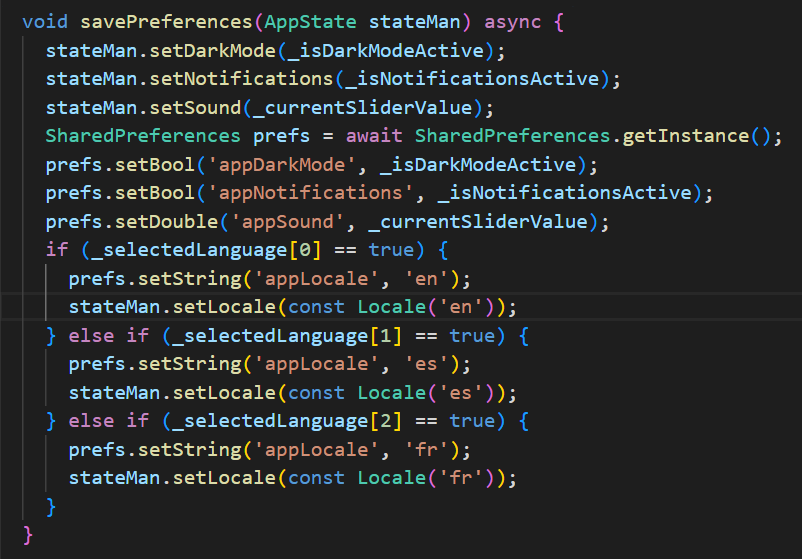 void savePreferences(AppState stateMan) async {
stateMan.setDarkMode(_isDarkModeActive);
stateMan.setNotifications(_isNotificationsActive);
stateMan.setSound(_currentSliderValue);
SharedPreferences prefs = await SharedPreferences.getInstance();
prefs.setBool('appDarkMode', _isDarkModeActive);
prefs.setBool('appNotifications', _isNotificationsActive);
prefs.setDouble('appSound', _currentSliderValue);
if (_selectedLanguage[0] == true) {
prefs.setString('appLocale', 'en');
stateMan.setLocale(const Locale('en'));
} else if (_selectedLanguage[1] == true) {
prefs.setString('appLocale', 'es');
stateMan.setLocale(const Locale('es'));
} else if (_selectedLanguage[2] == true) {
prefs.setString('appLocale', 'fr');
stateMan.setLocale(const Locale('fr'));
}
}